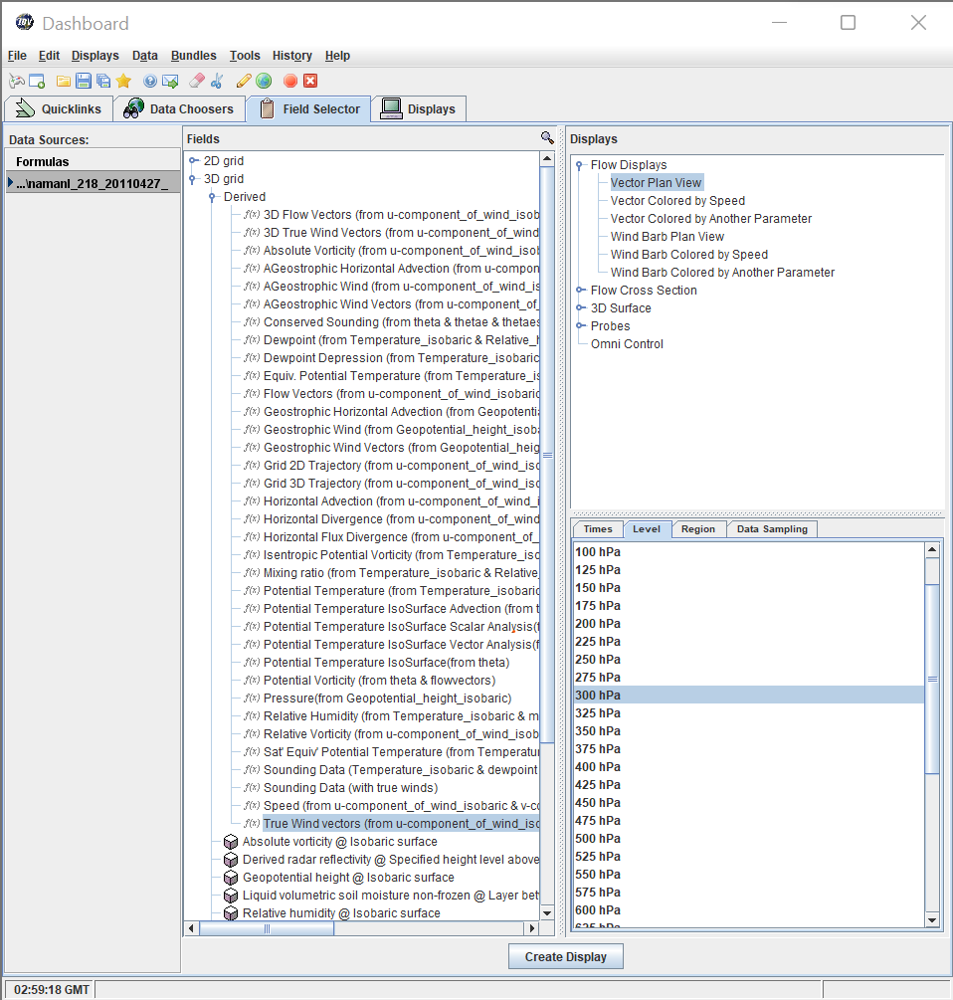 IDV Dashboard
File Edit Displays Data Bundles Tools History Help
Quicklinks Data Choosers Field Selector Displays
Data Sources:
Formulas
...\namanl_218_20110427_
Fields
2D grid
3D grid
Derived
f(x) 3D Flow Vectors (from u-component_of_wind_isob
f(x) 3D True Wind Vectors (from u-component_of_wind
f(x) Absolute Vorticity (from u-component_of_wind_isob
f(x) AGeostrophic Horizontal Advection (from u-compon
f(x) AGeostrophic Wind (from u-component_of_wind_iso
f(x) AGeostrophic Wind Vectors (from u-component_of_
f(x) Conserved Sounding (from theta & thetae & thetaes
f(x) Dewpoint (from Temperature_isobaric & Relative_h
f(x) Dewpoint Depression (from Temperature_isobaric
f(x) Equiv. Potential Temperature (from Temperature_is
f(x) Flow Vectors (from u-component_of_wind_isobaric
f(x) Geostrophic Horizontal Advection (from Geopotenti
f(x) Geostrophic Wind (from Geopotential_height_isoba
f(x) Geostrophic Wind Vectors (from Geopotential_heigh
f(x) Grid 2D Trajectory (from u-component_of_wind_iso
f(x) Grid 3D Trajectory (from u-component_of_wind_iso
f(x) Horizontal Advection (from u-component_of_wind_i
f(x) Horizontal Divergence (from u-component_of_wind
f(x) Horizontal Flux Divergence (from u-component_of_
f(x) Isentropic Potential Vorticity (from Temperature_iso
f(x) Mixing ratio (from Temperature_isobaric & Relative_
f(x) Potential Temperature (from Temperature_isobaric
f(x) Potential Temperature IsoSurface Advection (from t
f(x) Potential Temperature IsoSurface Scalar Analysis(f
f(x) Potential Temperature IsoSurface Vector Analysis(f
f(x) Potential Temperature IsoSurface(from theta)
f(x) Potential Vorticity (from theta & flowvectors)
f(x) Pressure(from Geopotential_height_isobaric)
f(x) Relative Humidity (from Temperature_isobaric & m
f(x) Relative Vorticity (from u-component_of_wind_isob
f(x) Sat' Equiv' Potential Temperature (from Temperatur
f(x) Sounding Data (Temperature_isobaric & dewpoint
f(x) Sounding Data (with true winds)
f(x) Speed (from u-component_of_wind_isobaric & v-co
f(x) True Wind vectors (from u-component_of_wind_iso
Absolute vorticity @ Isobaric surface
Derived radar reflectivity @ Specified height level above
Geopotential height @ Isobaric surface
Liquid volumetric soil moisture non-frozen @ Layer bet
Relative humidity @ Isobaric surface
Displays
Flow Displays
Vector Plan View
Vector Colored by Speed
Vector Colored by Another Parameter
Wind Barb Plan View
Wind Barb Colored by Speed
Wind Barb Colored by Another Parameter
Flow Cross Section
3D Surface
Probes
Omni Control
Times Level Region Data Sampling
100 hPa
125 hPa
150 hPa
175 hPa
200 hPa
225 hPa
250 hPa
275 hPa
300 hPa
325 hPa
350 hPa
375 hPa
400 hPa
425 hPa
450 hPa
475 hPa
500 hPa
525 hPa
550 hPa
575 hPa
600 hPa
625 hPa
Create Display
02:59:18 GMT